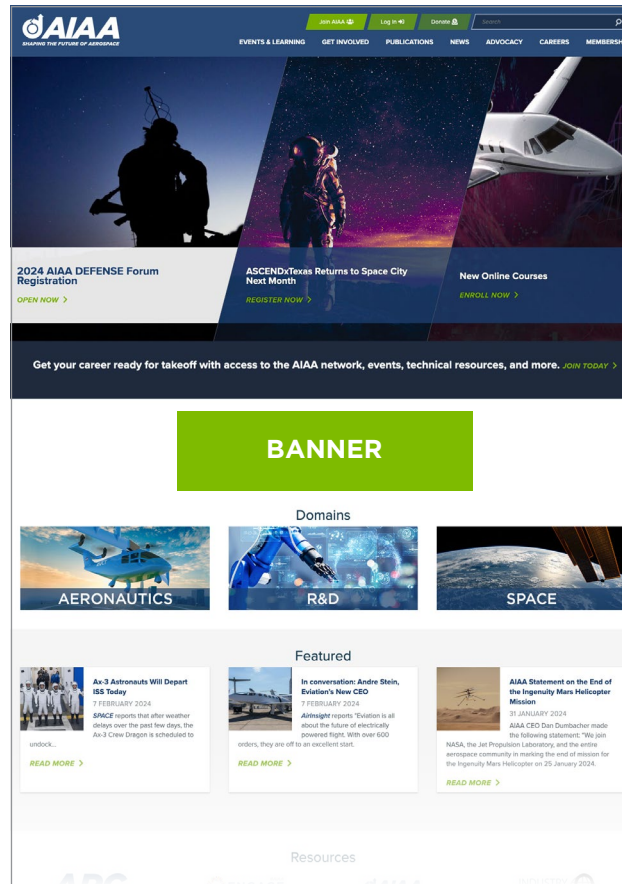 AIAA
SHAPING THE FUTURE OF AEROSPACE
Join AIAA
Log In
Donate
Search
EVENTS & LEARNING GET INVOLVED PUBLICATIONS NEWS ADVOCACY CAREERS MEMBERSH
2024 AIAA DEFENSE Forum
Registration
OPEN NOW >
ASCENDxTexas Returns to Space City
Next Month
REGISTER NOW >
New Online Courses
ENROLL NOW >
Get your career ready for takeoff with access to the AIAA network, events, technical resources, and more. JOIN TODAY >
BANNER
Domains
AERONAUTICS
R&D
SPACE
Featured
Ax-3 Astronauts Will Depart
ISS Today
7 FEBRUARY 2024
SPACE reports that after weather
delays over the past few days, the
Ax-3 Crew Dragon is scheduled to
undock...
READ MORE >
In conversation: Andre Stein,
Eviation's New CEO
7 FEBRUARY 2024
AirInsight reports "Eviation is all
about the future of electrically
powered flight. With over 600
orders, they are off to an excellent start.
READ MORE >
AIAA Statement on the End of
the Ingenuity Mars Helicopter
Mission
31 JANUARY 2024
AIAA CEO Dan Dumbacher made
the following statement: "We join
NASA, the Jet Propulsion Laboratory, and the entire
aerospace community in marking the end of mission for
the Ingenuity Mars Helicopter on 25 January 2024.
READ MORE >
Resources